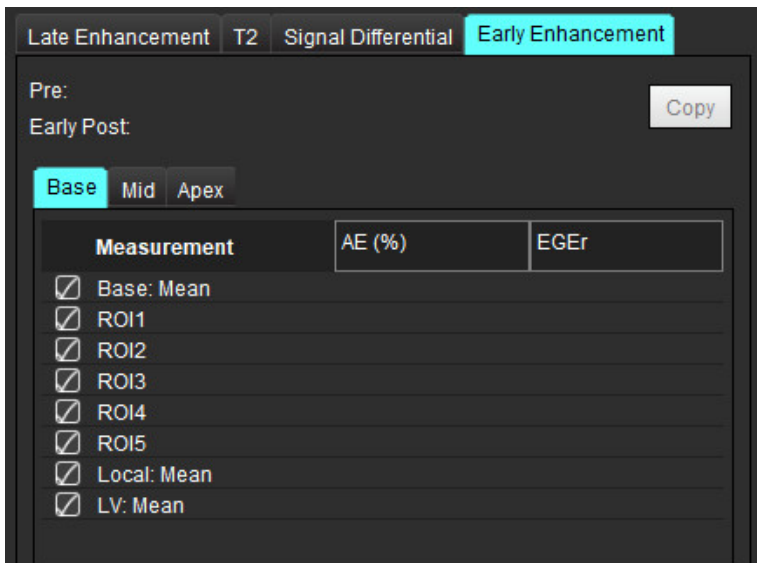 Late Enhancement T2 Signal Differential Early Enhancement
Pre:
Copy
Early Post:
Base Mid Apex
Measurement AE (%) EGEr
Base: Mean
ROI1
ROI2
ROI3
ROI4
ROI5
Local: Mean
LV: Mean